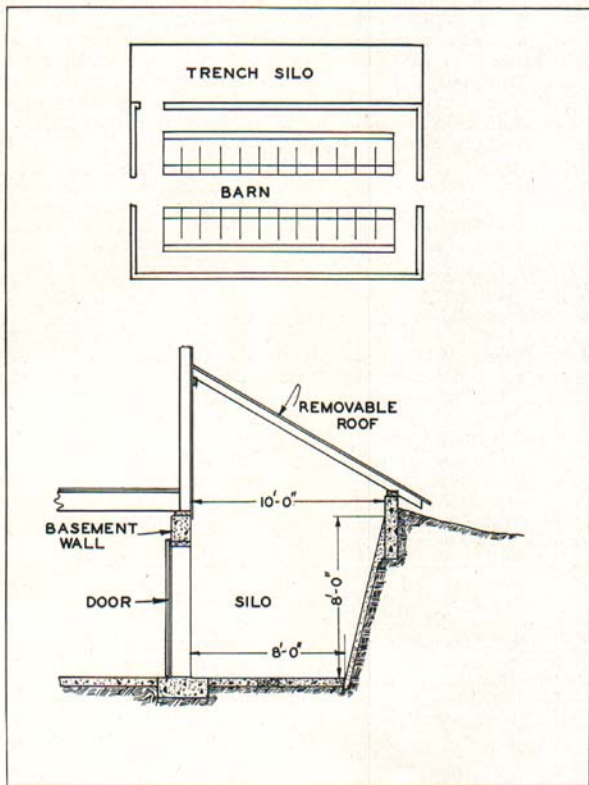 TRENCH SILO
BARN
REMOVABLE
ROOF
10'-0"
BASEMENT
WALL
DOOR
SILO
8'-0"
8'-0"